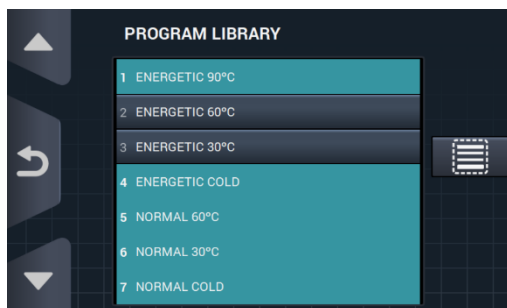 PROGRAM LIBRARY
1 ENERGETIC 90ºC
2 ENERGETIC 60ºC
3 ENERGETIC 30ºC
4 ENERGETIC COLD
5 NORMAL 60ºC
6 NORMAL 30ºC
7 NORMAL COLD